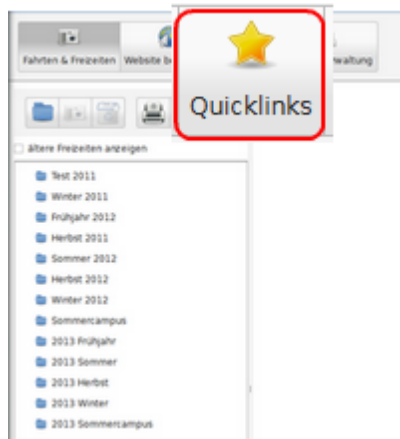 Fahrten & Freizeiten Website b waltung
Quicklinks
ältere Freizeiten anzeigen
Test 2011
Winter 2011
Frühjahr 2012
Herbst 2011
Sommer 2012
Herbst 2012
Winter 2012
Sommercampus
2013 Frühjahr
2013 Sommer
2013 Herbst
2013 Winter
2013 Sommercampus